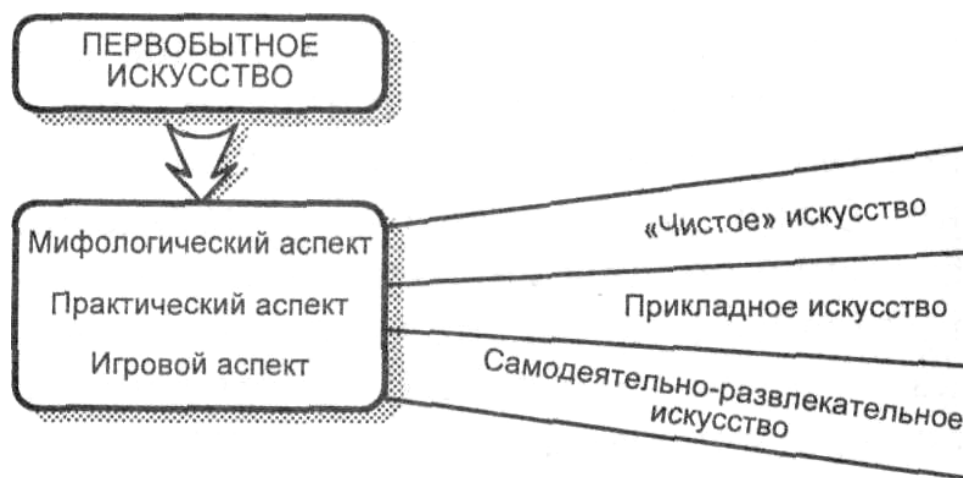 ПЕРВОБЫТНОЕ
ИСКУССТВО
Мифологический аспект
Практический аспект
Игровой аспект
«Чистое» искусство
Прикладное искусство
Самодеятельно-развлекательное
искусство